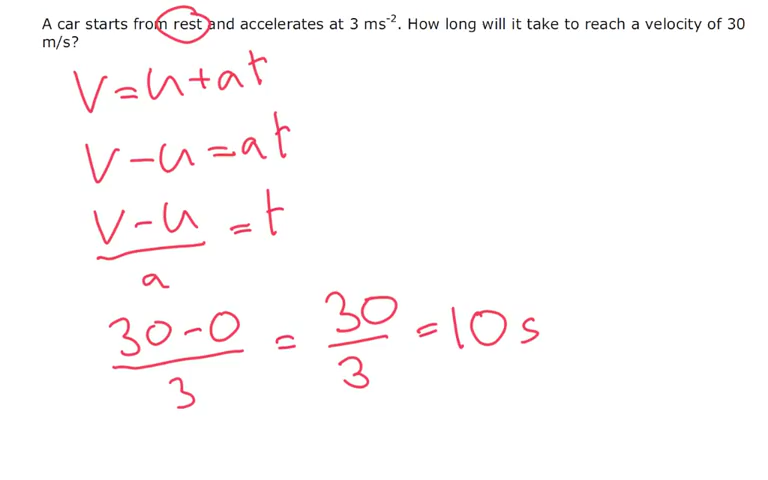 A car starts from rest and accelerates at 3 ms⁻². How long will it take to reach a velocity of 30
m/s?
V=u+at
V-u=at
V-u/a=t
30-0/3=30/3=10s